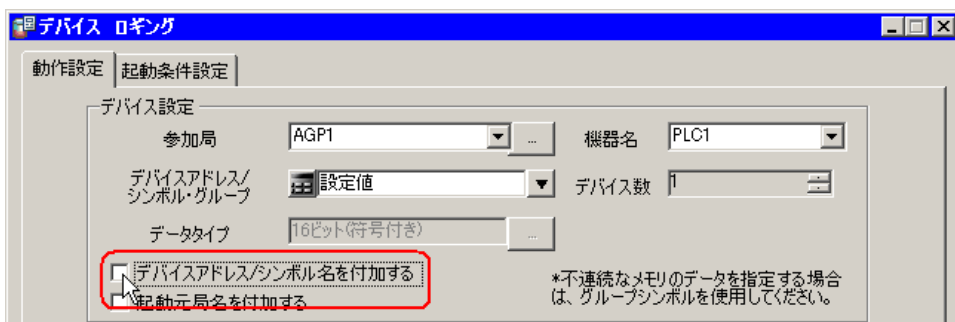 デバイス ロギング
動作設定 起動条件設定
デバイス設定
参加局 AGP1 ... 機器名 PLC1
デバイスアドレス/
シンボル・グループ 設定値 デバイス数 1
データタイプ 16ビット(符号付き) ...
デバイスアドレス/シンボル名を付加する
起動元局名を付加する
*不連続なメモリのデータを指定する場合
は、グループシンボルを使用してください。